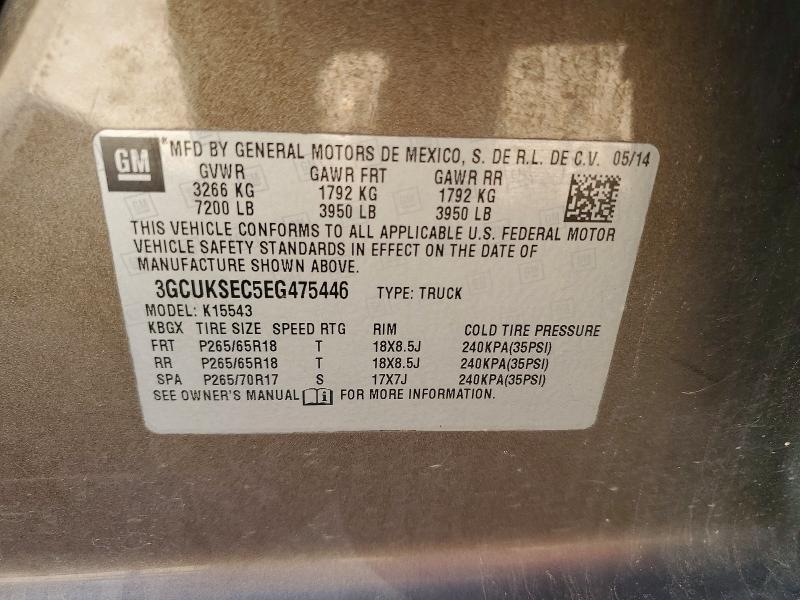 GM
*MFD BY GENERAL MOTORS DE MEXICO, S. DE R.L. DE C.V. 05/14
GVWR GAWR FRT GAWR RR
3266 KG 1792 KG 1792 KG
7200 LB 3950 LB 3950 LB
THIS VEHICLE CONFORMS TO ALL APPLICABLE U.S. FEDERAL MOTOR
VEHICLE SAFETY STANDARDS IN EFFECT ON THE DATE OF
MANUFACTURE SHOWN ABOVE.
3GCUKSEC5EG475446 TYPE: TRUCK
MODEL: K15543
KBGX TIRE SIZE SPEED RTG RIM COLD TIRE PRESSURE
FRT P265/65R18 T 18X8.5J 240KPA(35PSI)
RR P265/65R18 T 18X8.5J 240KPA(35PSI)
SPA P265/70R17 S 17X7J 240KPA(35PSI)
SEE OWNER'S MANUAL i FOR MORE INFORMATION.